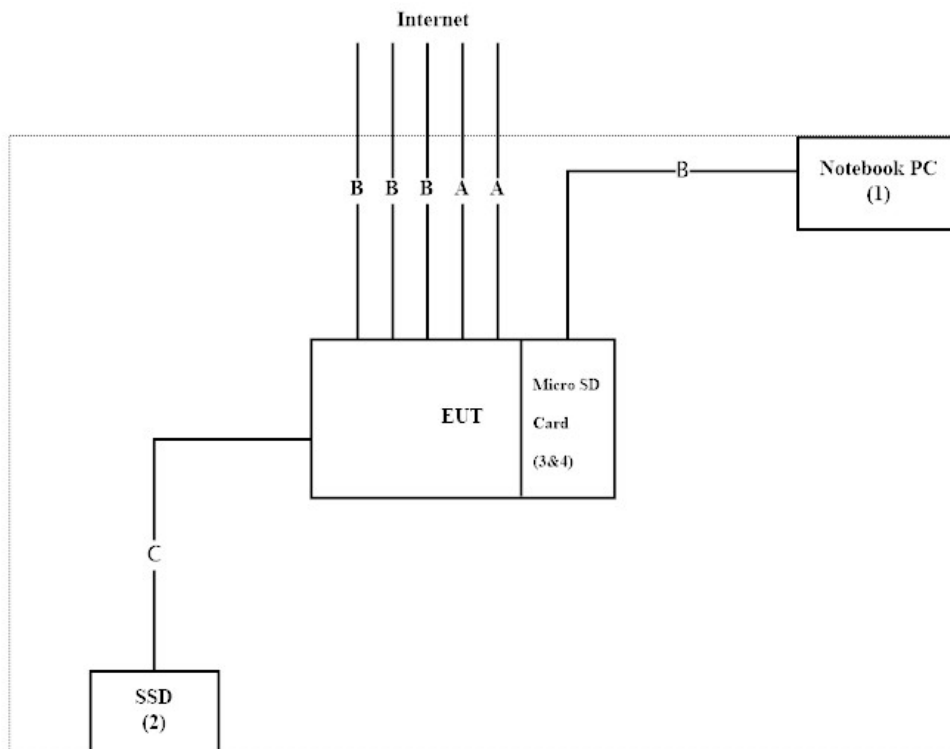 Internet
B B B A A
B
Notebook PC
(1)
EUT
Micro SD
Card
(3&4)
C
SSD
(2)